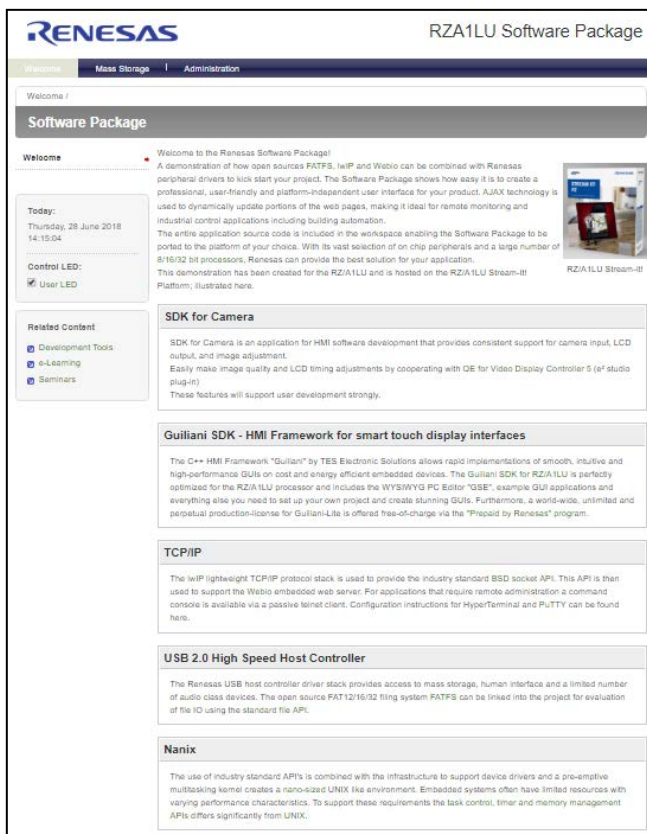 RENESAS
RZA1LU Software Package
Welcome
Mass Storage
Administration
Welcome /
Software Package
Welcome
Today:
Thursday, 28 June 2018
14:15:04
Control LED:
User LED
Related Content
Development Tools
e-Learning
Seminars
Welcome to the Renesas Software Package!
A demonstration of how open sources FATFS, lwIP and Webio can be combined with Renesas
peripheral drivers to kick start your project. The Software Package shows how easy it is to create a
professional, user-friendly and platform-independent user interface for your product. AJAX technology is
used to dynamically update portions of the web pages, making it ideal for remote monitoring and
industrial control applications including building automation.
The entire application source code is included in the workspace enabling the Software Package to be
ported to the platform of your choice. With its vast selection of on chip peripherals and a large number of
8/16/32 bit processors, Renesas can provide the best solution for your application.
This demonstration has been created for the RZ/A1LU and is hosted on the RZ/A1LU Stream-It!
Platform; illustrated here.
STREAM IT!
RZ/A1LU Stream-it!
SDK for Camera
SDK for Camera is an application for HMI software development that provides consistent support for camera input, LCD
output, and image adjustment.
Easily make image quality and LCD timing adjustments by cooperating with QE for Video Display Controller 5 (e² studio
plug-in)
These features will support user development strongly.
Guiliani SDK - HMI Framework for smart touch display interfaces
The C++ HMI Framework "Guiliani" by TES Electronic Solutions allows rapid implementations of smooth, intuitive and
high-performance GUIs on cost and energy efficient embedded devices. The Guiliani SDK for RZ/A1LU is perfectly
optimized for the RZ/A1LU processor and includes the WYSIWYG PC Editor "GSE", example GUI applications and
everything else you need to set up your own project and create stunning GUIs. Furthermore, a world-wide, unlimited and
perpetual production-license for Guiliani-Lite is offered free-of-charge via the "Prepaid by Renesas" program.
TCP/IP
The lwIP lightweight TCP/IP protocol stack is used to provide the industry standard BSD socket API. This API is then
used to support the Webio embedded web server. For applications that require remote administration a command
console is available via a passive telnet client. Configuration instructions for HyperTerminal and PuTTY can be found
here.
USB 2.0 High Speed Host Controller
The Renesas USB host controller driver stack provides access to mass storage, human interface and a limited number
of audio class devices. The open source FAT12/16/32 filing system FATFS can be linked into the project for evaluation
of file IO using the standard file API.
Nanix
The use of industry standard API's is combined with the infrastructure to support device drivers and a pre-emptive
multitasking kernel creates a nano-sized UNIX like environment. Embedded systems often have limited resources with
varying performance characteristics. To support these requirements the task control, timer and memory management
APIs differs significantly from UNIX.